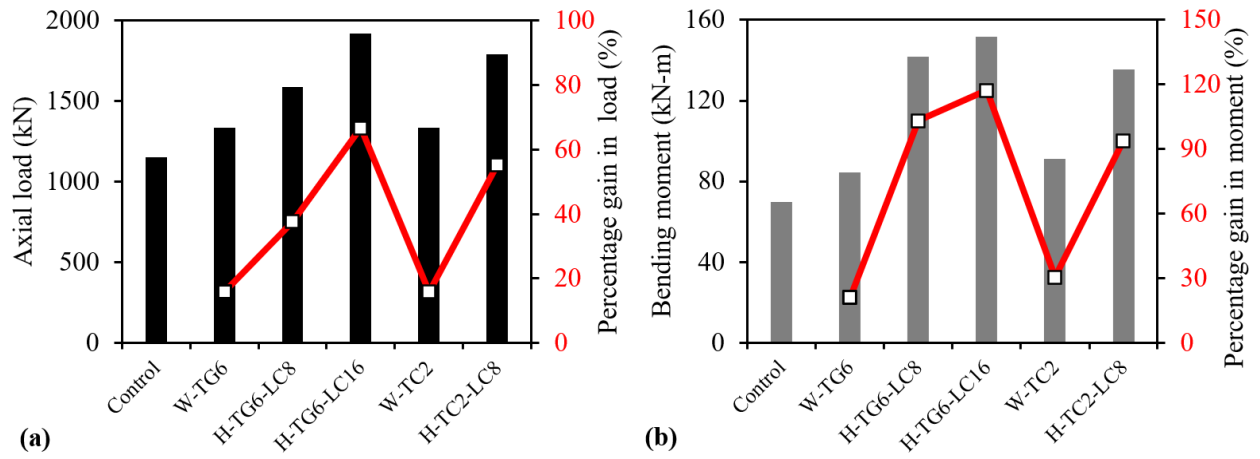 2000
1500
1000
500
0
Axial load (kN)
100
80
60
40
20
0
Percentage gain in load (%)
Control
W-TG6
H-TG6-LC8
H-TG6-LC16
W-TC2
H-TC2-LC8
(a)
160
120
80
40
0
Bending moment (kN-m)
150
120
90
60
30
0
Percentage gain in moment (%)
Control
W-TG6
H-TG6-LC8
H-TG6-LC16
W-TC2
H-TC2-LC8
(b)